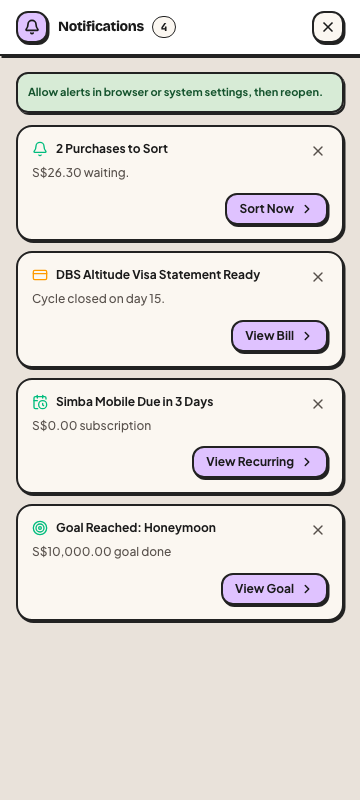 Notifications 4
Allow alerts in browser or system settings, then reopen.
2 Purchases to Sort
S$26.30 waiting.
Sort Now
DBS Altitude Visa Statement Ready
Cycle closed on day 15.
View Bill
Simba Mobile Due in 3 Days
S$0.00 subscription
View Recurring
Goal Reached: Honeymoon
S$10,000.00 goal done
View Goal